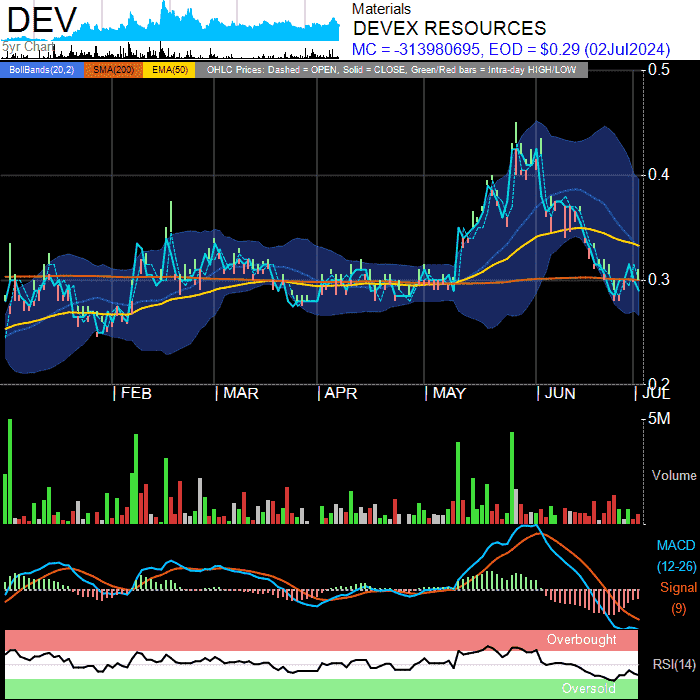 DEV
5yr Chart
Materials
DEVEX RESOURCES
MC = -313980695, EOD = $0.29 (02Jul2024)
BollBands(20,2) SMA(200) EMA(50) OHLC Prices: Dashed = OPEN, Solid = CLOSE, Green/Red bars = Intra-day HIGH/LOW
0.5
0.4
0.3
0.2
FEB MAR APR MAY JUN JUL
5M
Volume
MACD
(12-26)
Signal
(9)
Overbought
RSI(14)
Oversold